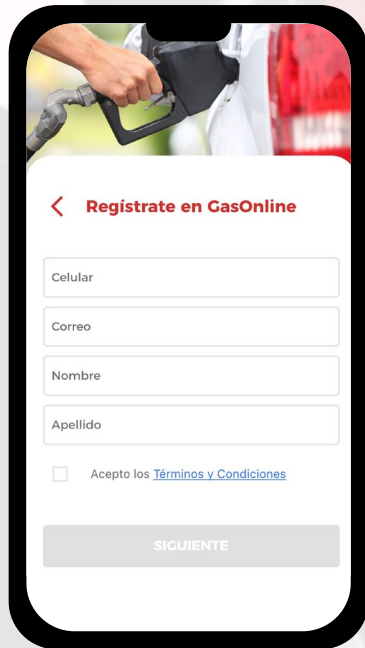 Regístrate en GasOnline
Celular
Correo
Nombre
Apellido
Acepto los Términos y Condiciones
SIGUIENTE